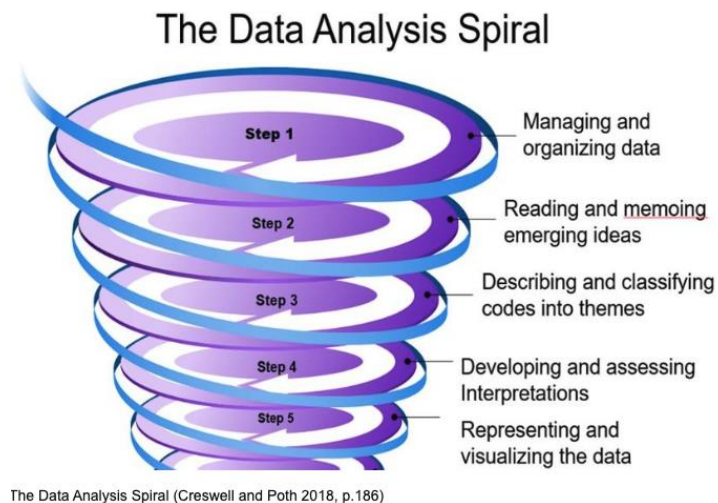 The Data Analysis Spiral
Step 1
Managing and
organizing data
Step 2
Reading and memoing
emerging ideas
Step 3
Describing and classifying
codes into themes
Step 4
Developing and assessing
Interpretations
Step 5
Representing and
visualizing the data
The Data Analysis Spiral (Creswell and Poth 2018, p.186)